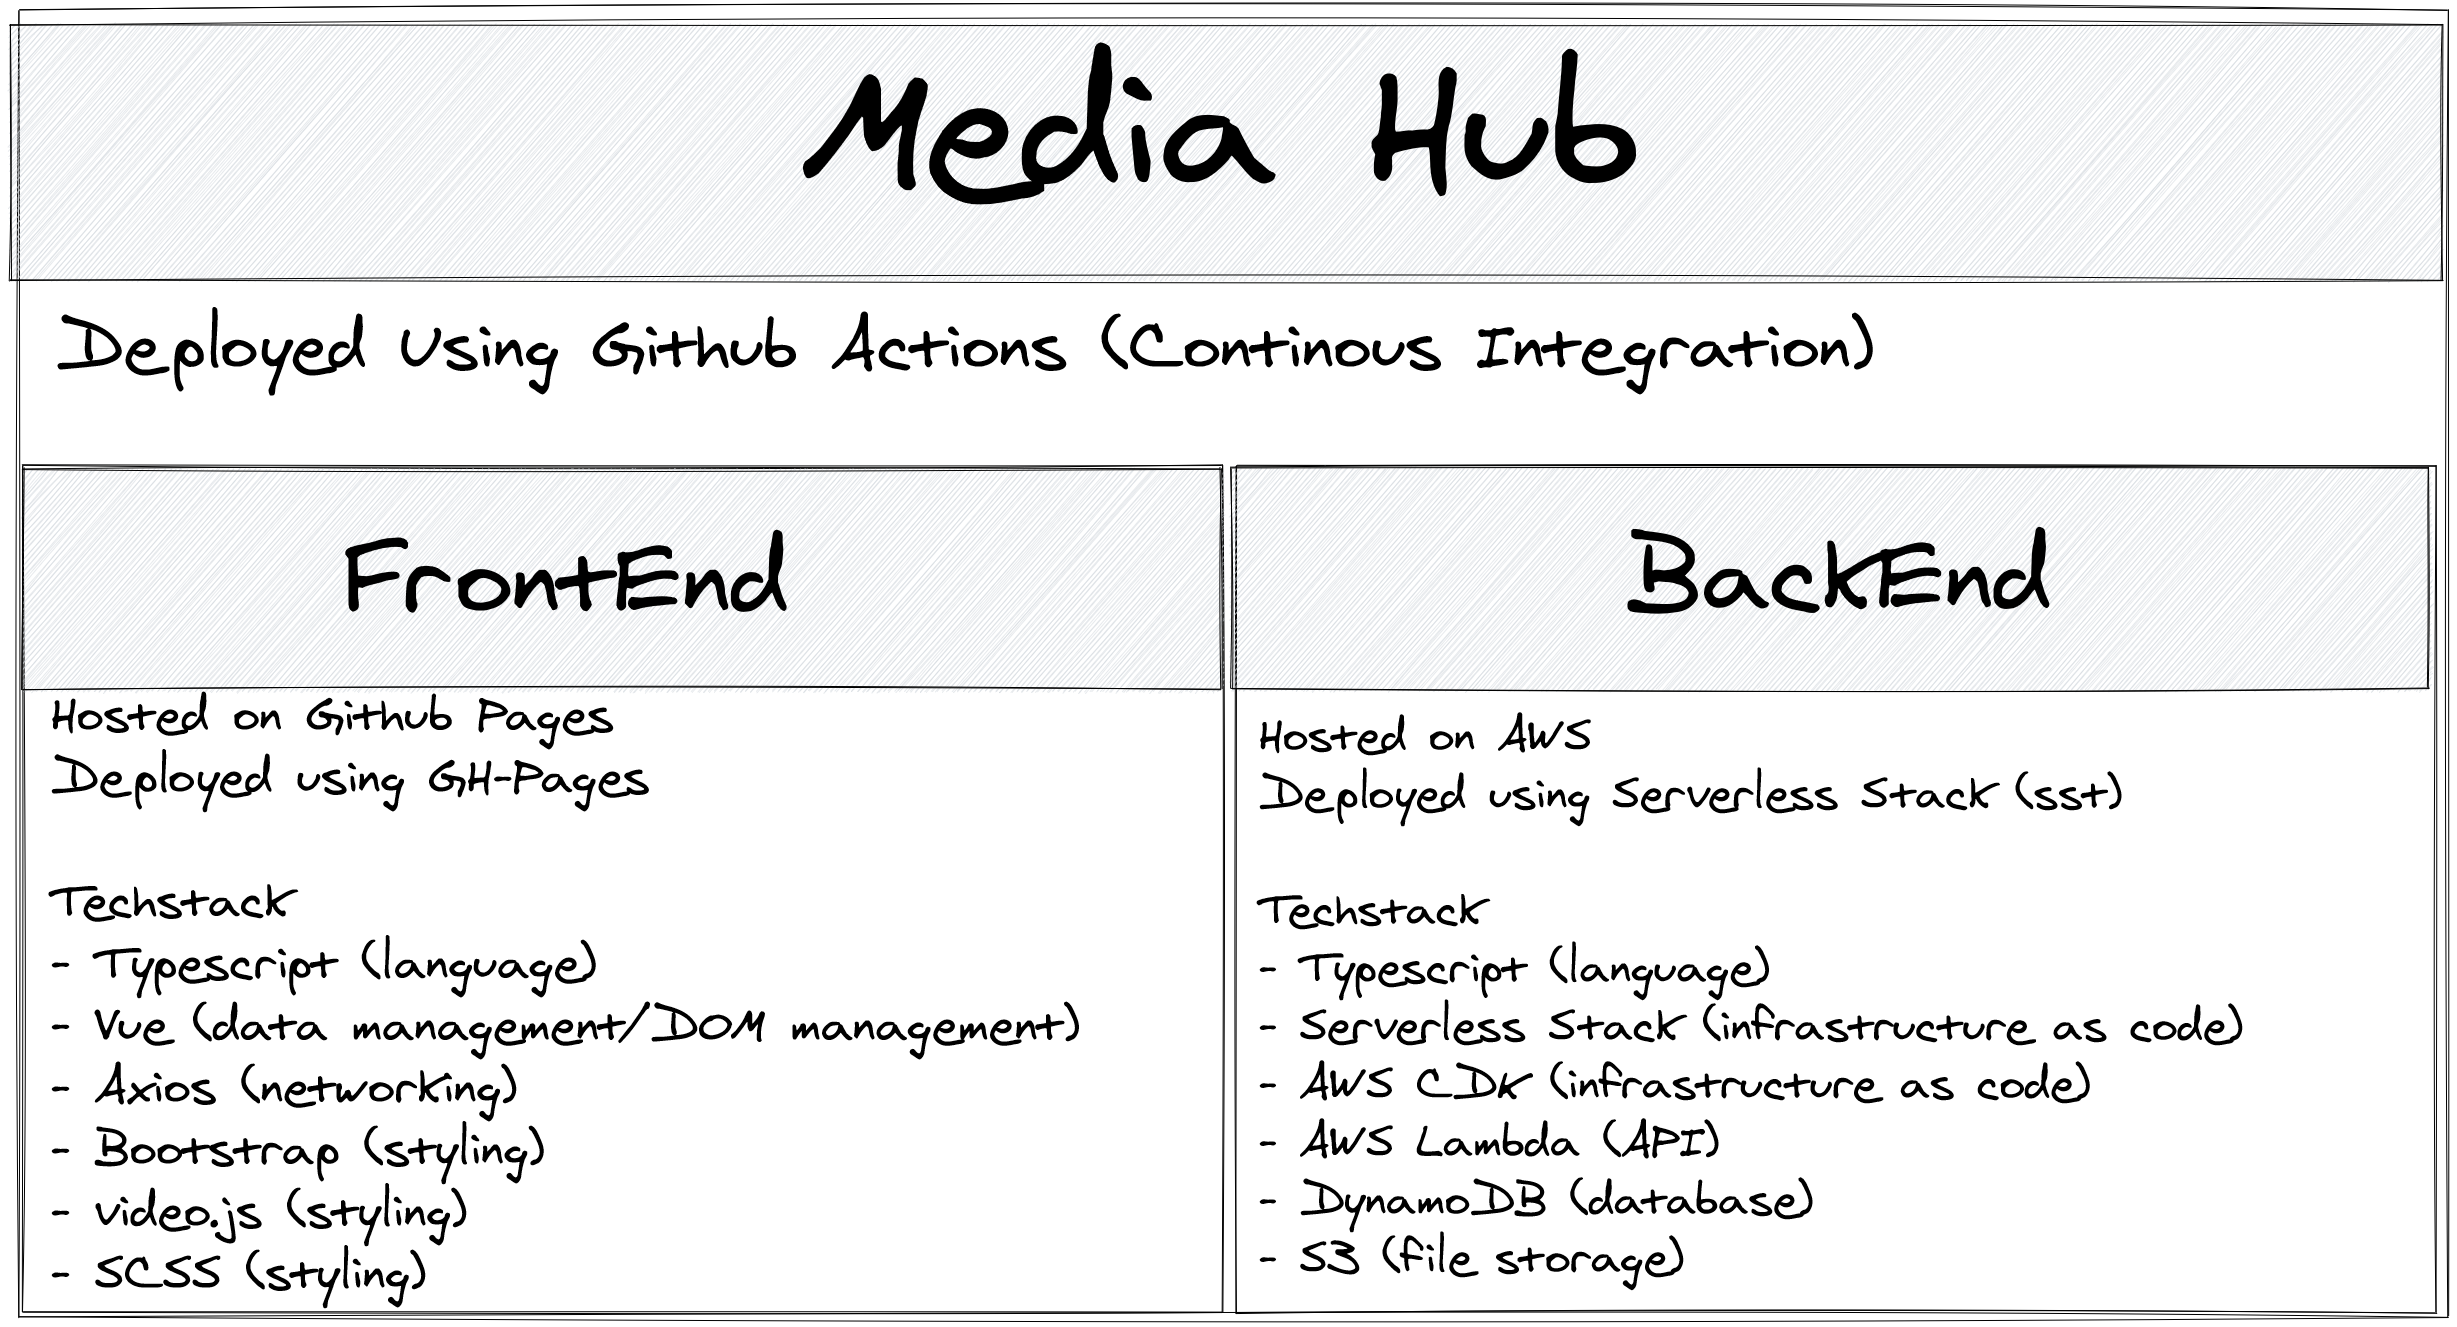 Media Hub
Deployed Using Github Actions (Continous Integration)
FrontEnd
Hosted on Github Pages
Deployed using GH-Pages
Techstack
- Typescript (language)
- Vue (data management/DOM management)
- Axios (networking)
- Bootstrap (styling)
- video.js (styling)
- SCSS (styling)
BackEnd
Hosted on AWS
Deployed using Serverless Stack (sst)
Techstack
- Typescript (language)
- Serverless Stack (infrastructure as code)
- AWS CDK (infrastructure as code)
- AWS Lambda (API)
- DynamoDB (database)
- S3 (file storage)